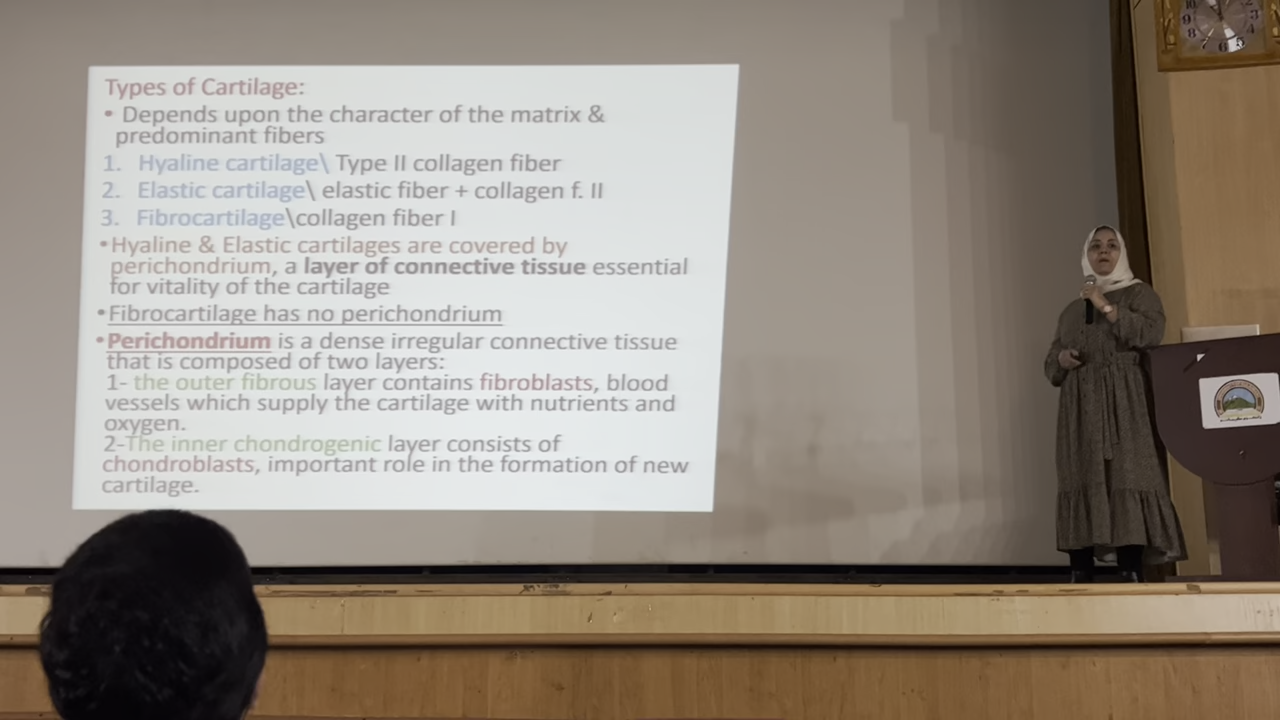 Types of Cartilage:
• Depends upon the character of the matrix &
predominant fibers
1. Hyaline cartilage\ Type II collagen fiber
2. Elastic cartilage\ elastic fiber + collagen f. II
3. Fibrocartilage\collagen fiber I
•Hyaline & Elastic cartilages are covered by
perichondrium, a layer of connective tissue essential
for vitality of the cartilage
•Fibrocartilage has no perichondrium
•Perichondrium is a dense irregular connective tissue
that is composed of two layers:
1- the outer fibrous layer contains fibroblasts, blood
vessels which supply the cartilage with nutrients and
oxygen.
2-The inner chondrogenic layer consists of
chondroblasts, important role in the formation of new
cartilage.